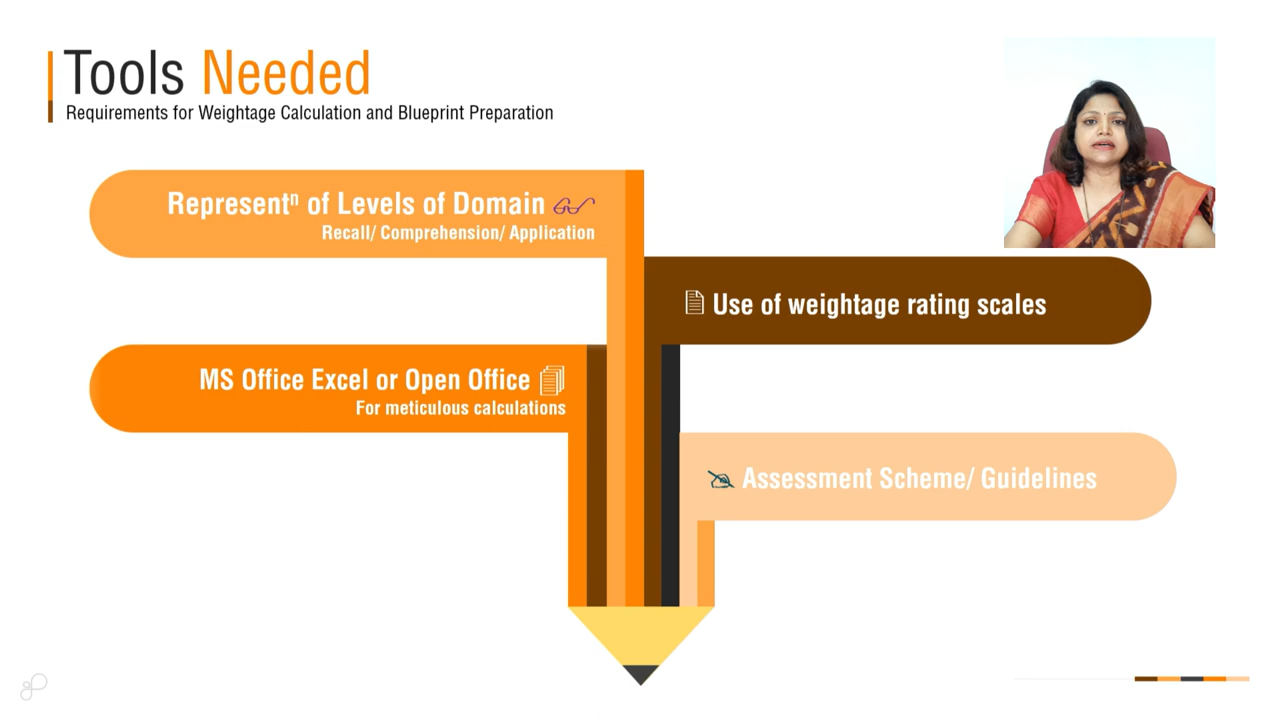 Tools Needed
Requirements for Weightage Calculation and Blueprint Preparation
Representⁿ of Levels of Domain
Recall/ Comprehension/ Application
Use of weightage rating scales
MS Office Excel or Open Office
For meticulous calculations
Assessment Scheme/ Guidelines